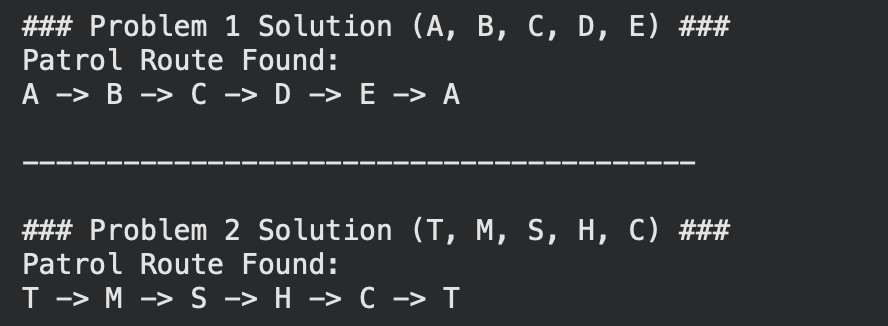 ### Problem 1 Solution (A, B, C, D, E) ###
Patrol Route Found:
A -> B -> C -> D -> E -> A
----------------------------------------
### Problem 2 Solution (T, M, S, H, C) ###
Patrol Route Found:
T -> M -> S -> H -> C -> T